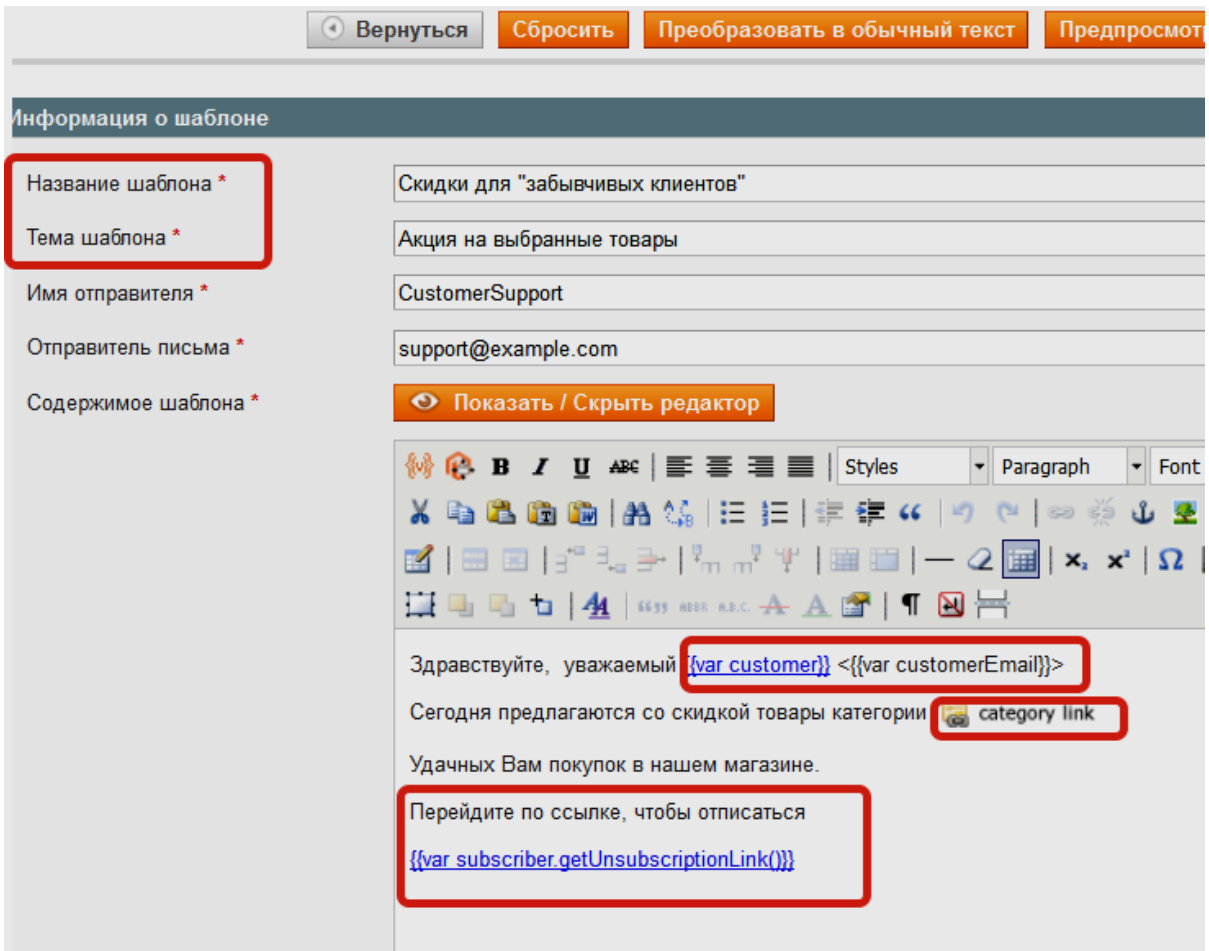 Вернуться Сбросить Преобразовать в обычный текст Предпросмотр
Информация о шаблоне
Название шаблона * Скидки для "забывчивых клиентов"
Тема шаблона * Акция на выбранные товары
Имя отправителя * CustomerSupport
Отправитель письма * support@example.com
Содержимое шаблона * Показать / Скрыть редактор
B I U ABC Styles Paragraph Font
Здравствуйте, уважаемый {{var customer}} <{{var customerEmail}}>
Сегодня предлагаются со скидкой товары категории category link
Удачных Вам покупок в нашем магазине.
Перейдите по ссылке, чтобы отписаться
{{var subscriber.getUnsubscriptionLink()}}